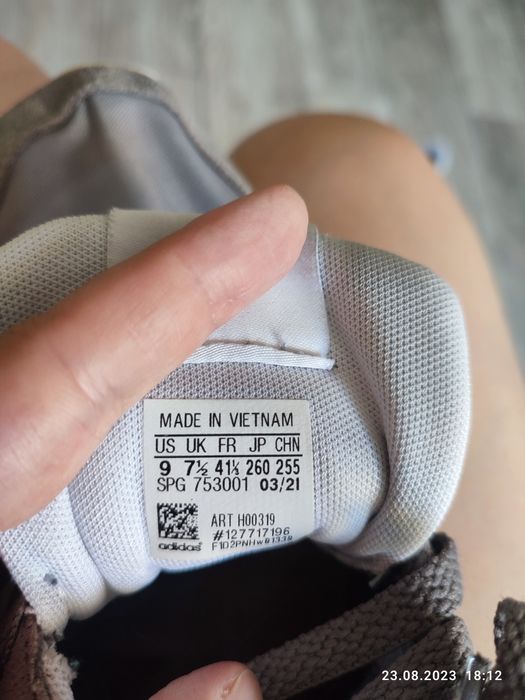 MADE IN VIETNAM
US UK FR JP CHN
9 7½ 41⅓ 260 255
SPG 753001 03/21
ART H00319
#127717196
adidas
23.08.2023 18:12